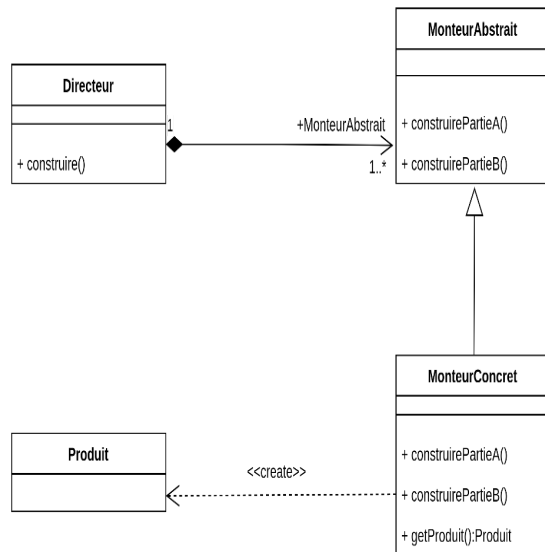 MonteurAbstrait
+ construirePartieA()
+ construirePartieB()
Directeur
+ construire()
1
+MonteurAbstrait
1..*
MonteurConcret
+ construirePartieA()
+ construirePartieB()
+ getProduit():Produit
Produit
<<create>>